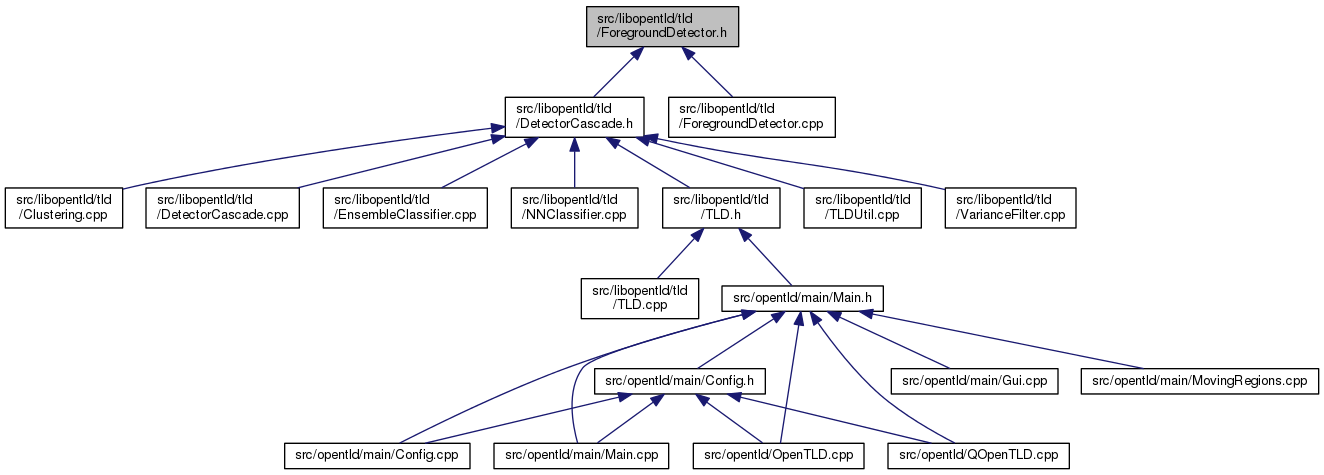 src/libopentld/tld
/ForegroundDetector.h
src/libopentld/tld
/DetectorCascade.h
src/libopentld/tld
/ForegroundDetector.cpp
src/libopentld/tld
/Clustering.cpp
src/libopentld/tld
/DetectorCascade.cpp
src/libopentld/tld
/EnsembleClassifier.cpp
src/libopentld/tld
/NNClassifier.cpp
src/libopentld/tld
/TLD.h
src/libopentld/tld
/TLDUtil.cpp
src/libopentld/tld
/VarianceFilter.cpp
src/libopentld/tld
/TLD.cpp
src/opentld/main/Main.h
src/opentld/main/Config.h
src/opentld/main/Gui.cpp
src/opentld/main/MovingRegions.cpp
src/opentld/main/Config.cpp
src/opentld/main/Main.cpp
src/opentld/OpenTLD.cpp
src/opentld/QOpenTLD.cpp